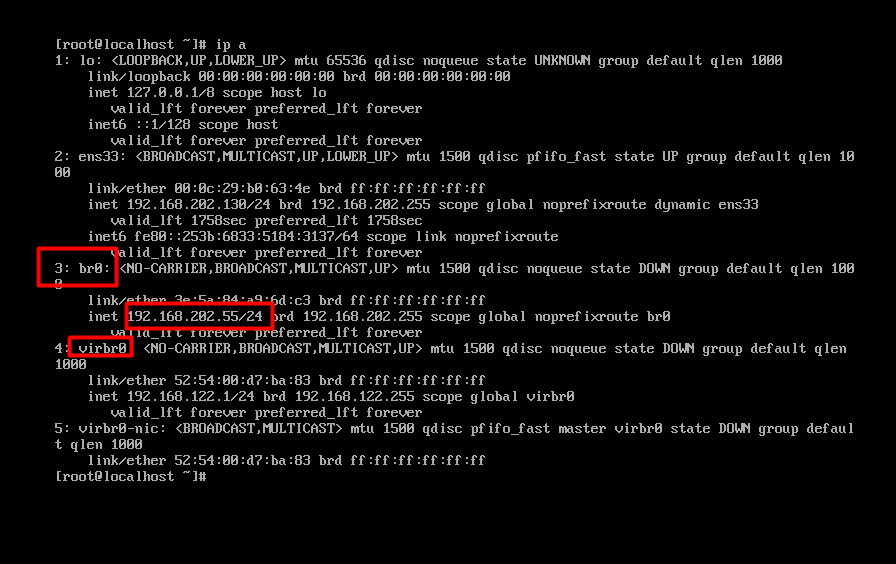 [root@localhost ~]# ip a
1: lo: <LOOPBACK,UP,LOWER_UP> mtu 65536 qdisc noqueue state UNKNOWN group default qlen 1000
link/loopback 00:00:00:00:00:00 brd 00:00:00:00:00:00
inet 127.0.0.1/8 scope host lo
valid_lft forever preferred_lft forever
inet6 ::1/128 scope host
valid_lft forever preferred_lft forever
2: ens33: <BROADCAST,MULTICAST,UP,LOWER_UP> mtu 1500 qdisc pfifo_fast state UP group default qlen 10
00
link/ether 00:0c:29:b0:63:4e brd ff:ff:ff:ff:ff:ff
inet 192.168.202.130/24 brd 192.168.202.255 scope global noprefixroute dynamic ens33
valid_lft 1758sec preferred_lft 1758sec
inet6 fe80::253b:6833:5184:3137/64 scope link noprefixroute
valid_lft forever preferred_lft forever
3: br0: <NO-CARRIER,BROADCAST,MULTICAST,UP> mtu 1500 qdisc noqueue state DOWN group default qlen 100
0
link/ether 3e:5a:84:a9:6d:c3 brd ff:ff:ff:ff:ff:ff
inet 192.168.202.55/24 brd 192.168.202.255 scope global noprefixroute br0
valid_lft forever preferred_lft forever
4: virbr0: <NO-CARRIER,BROADCAST,MULTICAST,UP> mtu 1500 qdisc noqueue state DOWN group default qlen
1000
link/ether 52:54:00:d7:ba:83 brd ff:ff:ff:ff:ff:ff
inet 192.168.122.1/24 brd 192.168.122.255 scope global virbr0
valid_lft forever preferred_lft forever
5: virbr0-nic: <BROADCAST,MULTICAST> mtu 1500 qdisc pfifo_fast master virbr0 state DOWN group defaul
t qlen 1000
link/ether 52:54:00:d7:ba:83 brd ff:ff:ff:ff:ff:ff
[root@localhost ~]#